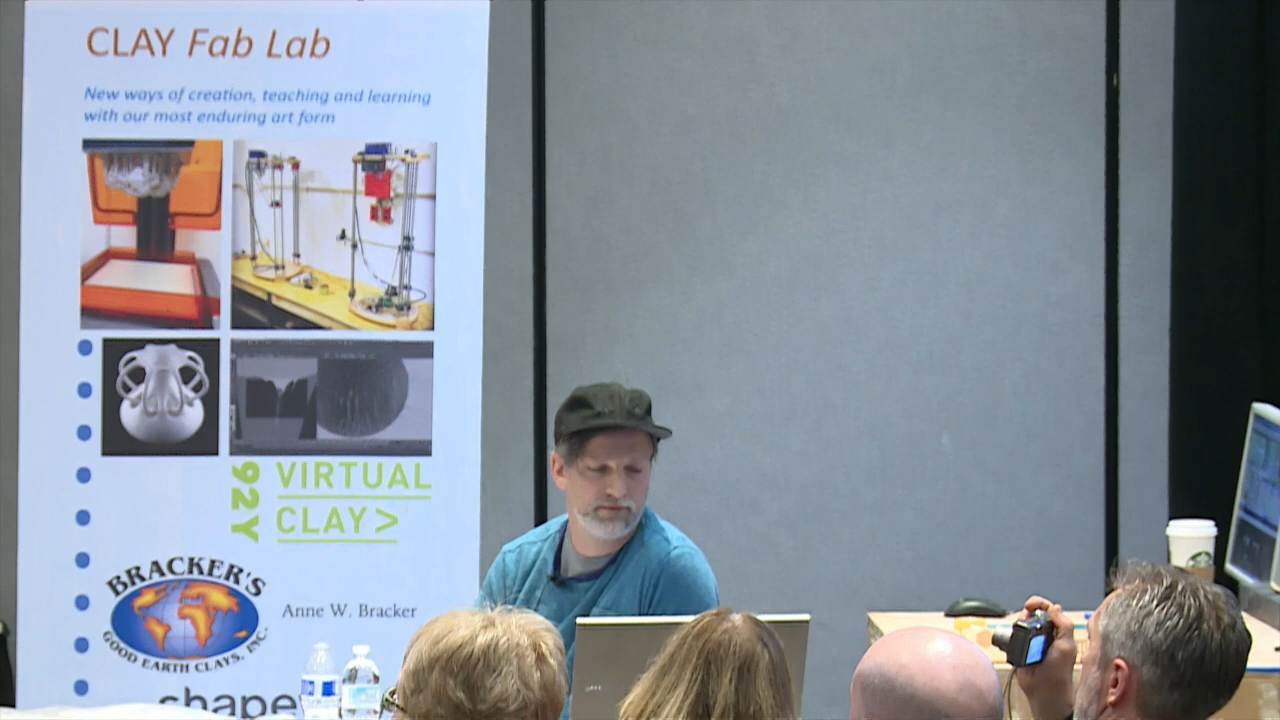 CLAY Fab Lab
New ways of creation, teaching and learning
with our most enduring art form
92Y
VIRTUAL
CLAY>
BRACKER'S
GOOD EARTH CLAYS, INC.
Anne W. Bracker
shape